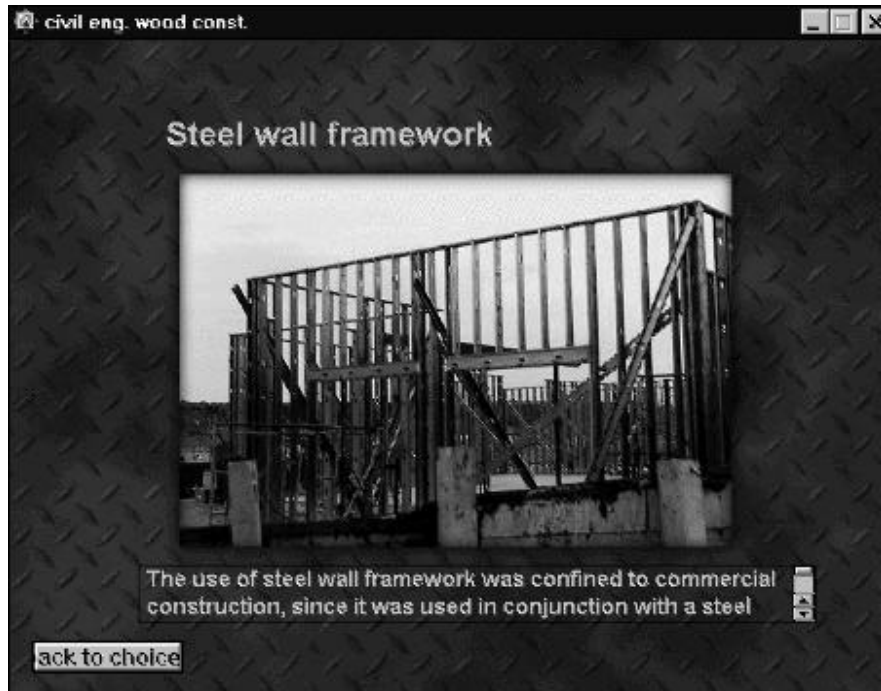 civil eng. wood const.
Steel wall framework
The use of steel wall framework was confined to commercial
construction, since it was used in conjunction with a steel
ack to choice